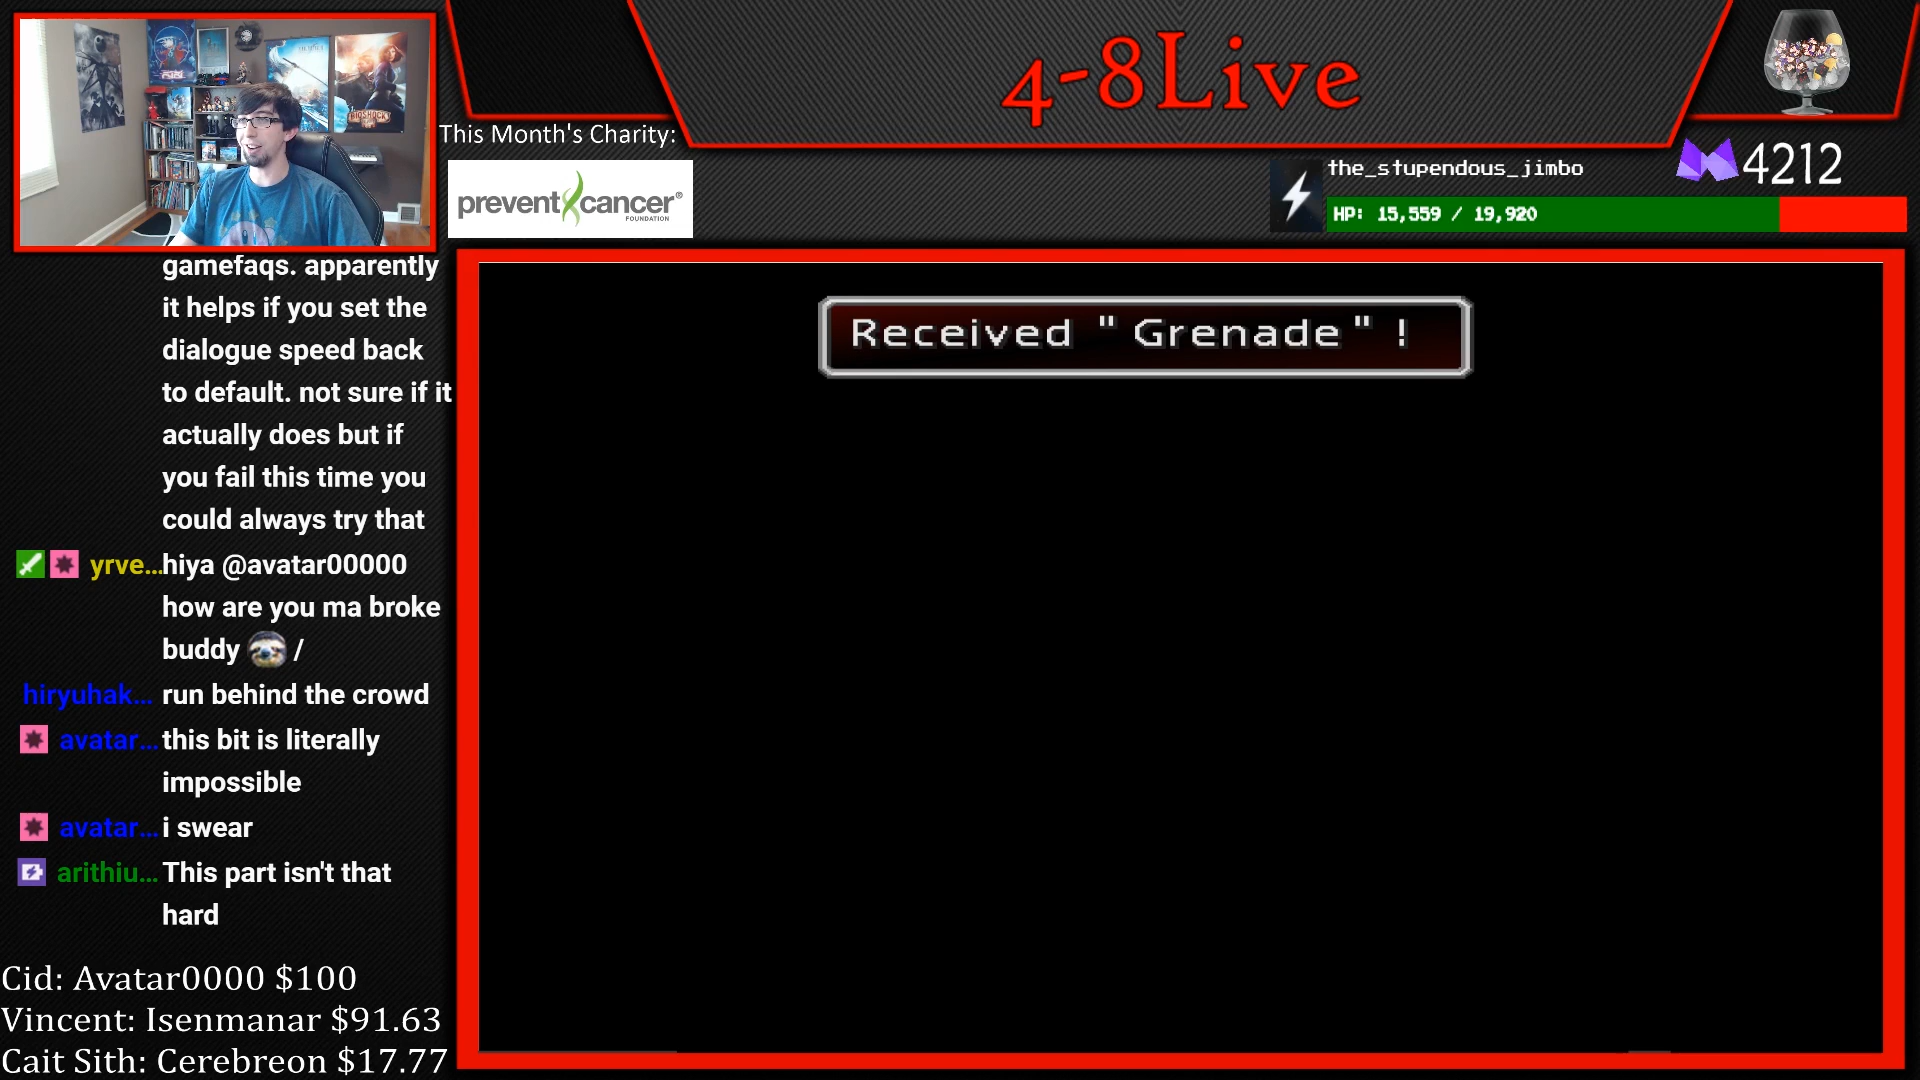 4-8Live
This Month's Charity:
prevent cancer®
FOUNDATION
BIOSHOCK
the_stupendous_jimbo
4212
HP: 15,559 / 19,920
gamefaqs. apparently
it helps if you set the
dialogue speed back
to default. not sure if it
actually does but if
you fail this time you
could always try that
yrve… hiya @avatar00000
how are you ma broke
buddy /
hiryuhak… run behind the crowd
avatar… this bit is literally
impossible
avatar… i swear
arithiu… This part isn't that
hard
Cid: Avatar0000 $100
Vincent: Isenmanar $91.63
Cait Sith: Cerebreon $17.77
Received "Grenade"!